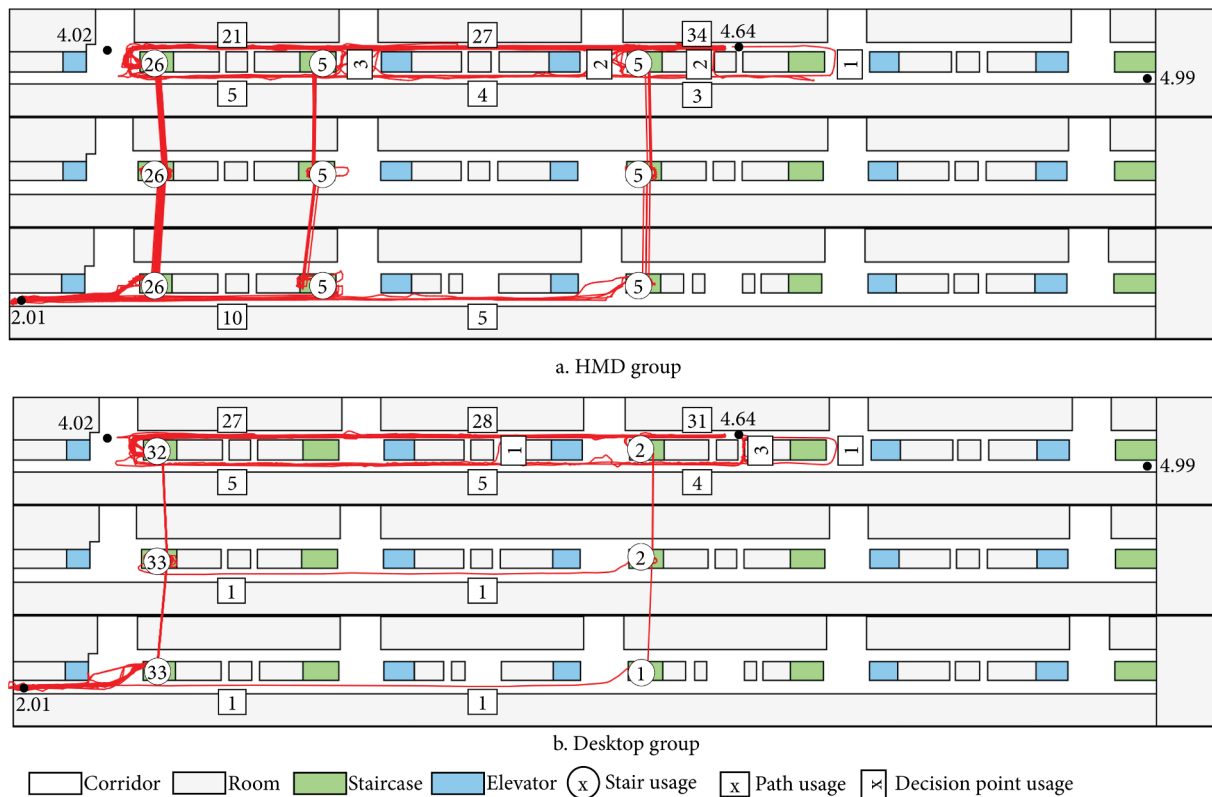 4.02 21 27 34 4.64
26 5 3 2 5 2 1
5 4 3 4.99
26 5 5
26 5 5
2.01 10 5
a. HMD group
4.02 27 28 31 4.64
32 1 2 3 1
5 5 4 4.99
33 2
1 1
33 1
2.01 1 1
b. Desktop group
Corridor Room Staircase Elevator x Stair usage x Path usage x Decision point usage